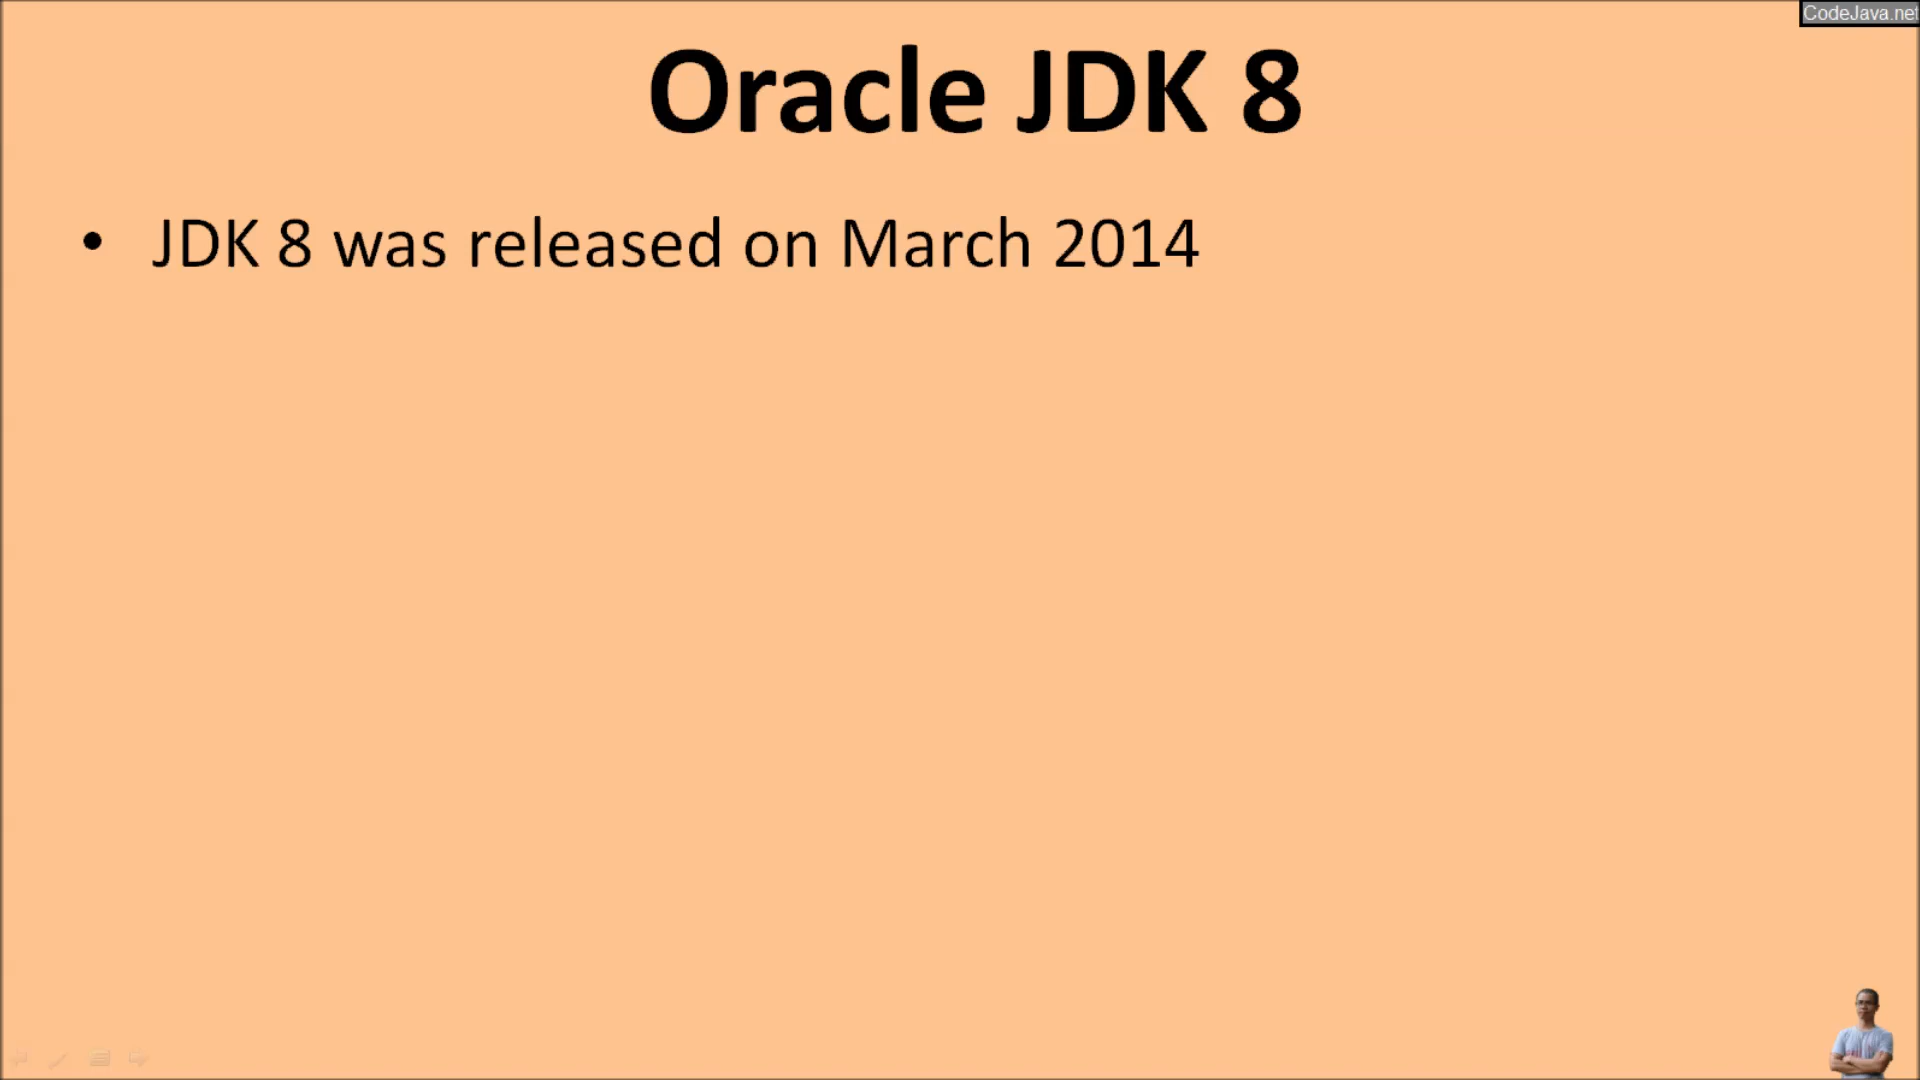 CodeJava.net
Oracle JDK 8
• JDK 8 was released on March 2014